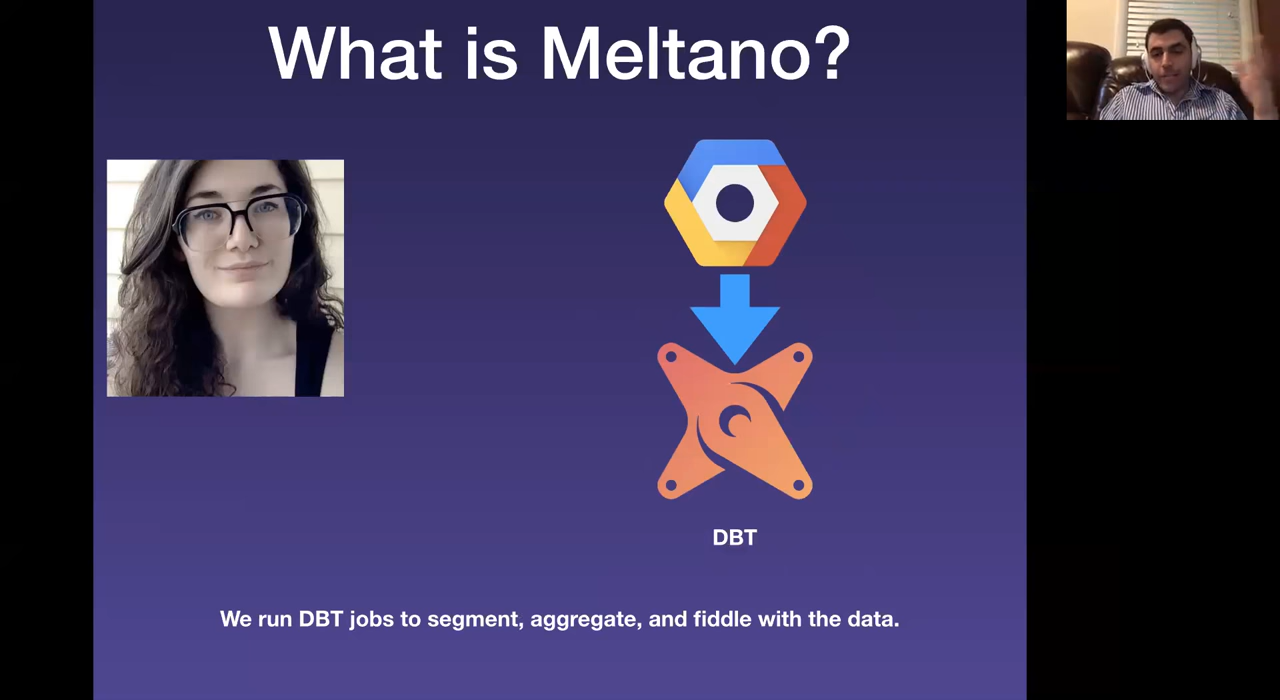 What is Meltano?
DBT
We run DBT jobs to segment, aggregate, and fiddle with the data.